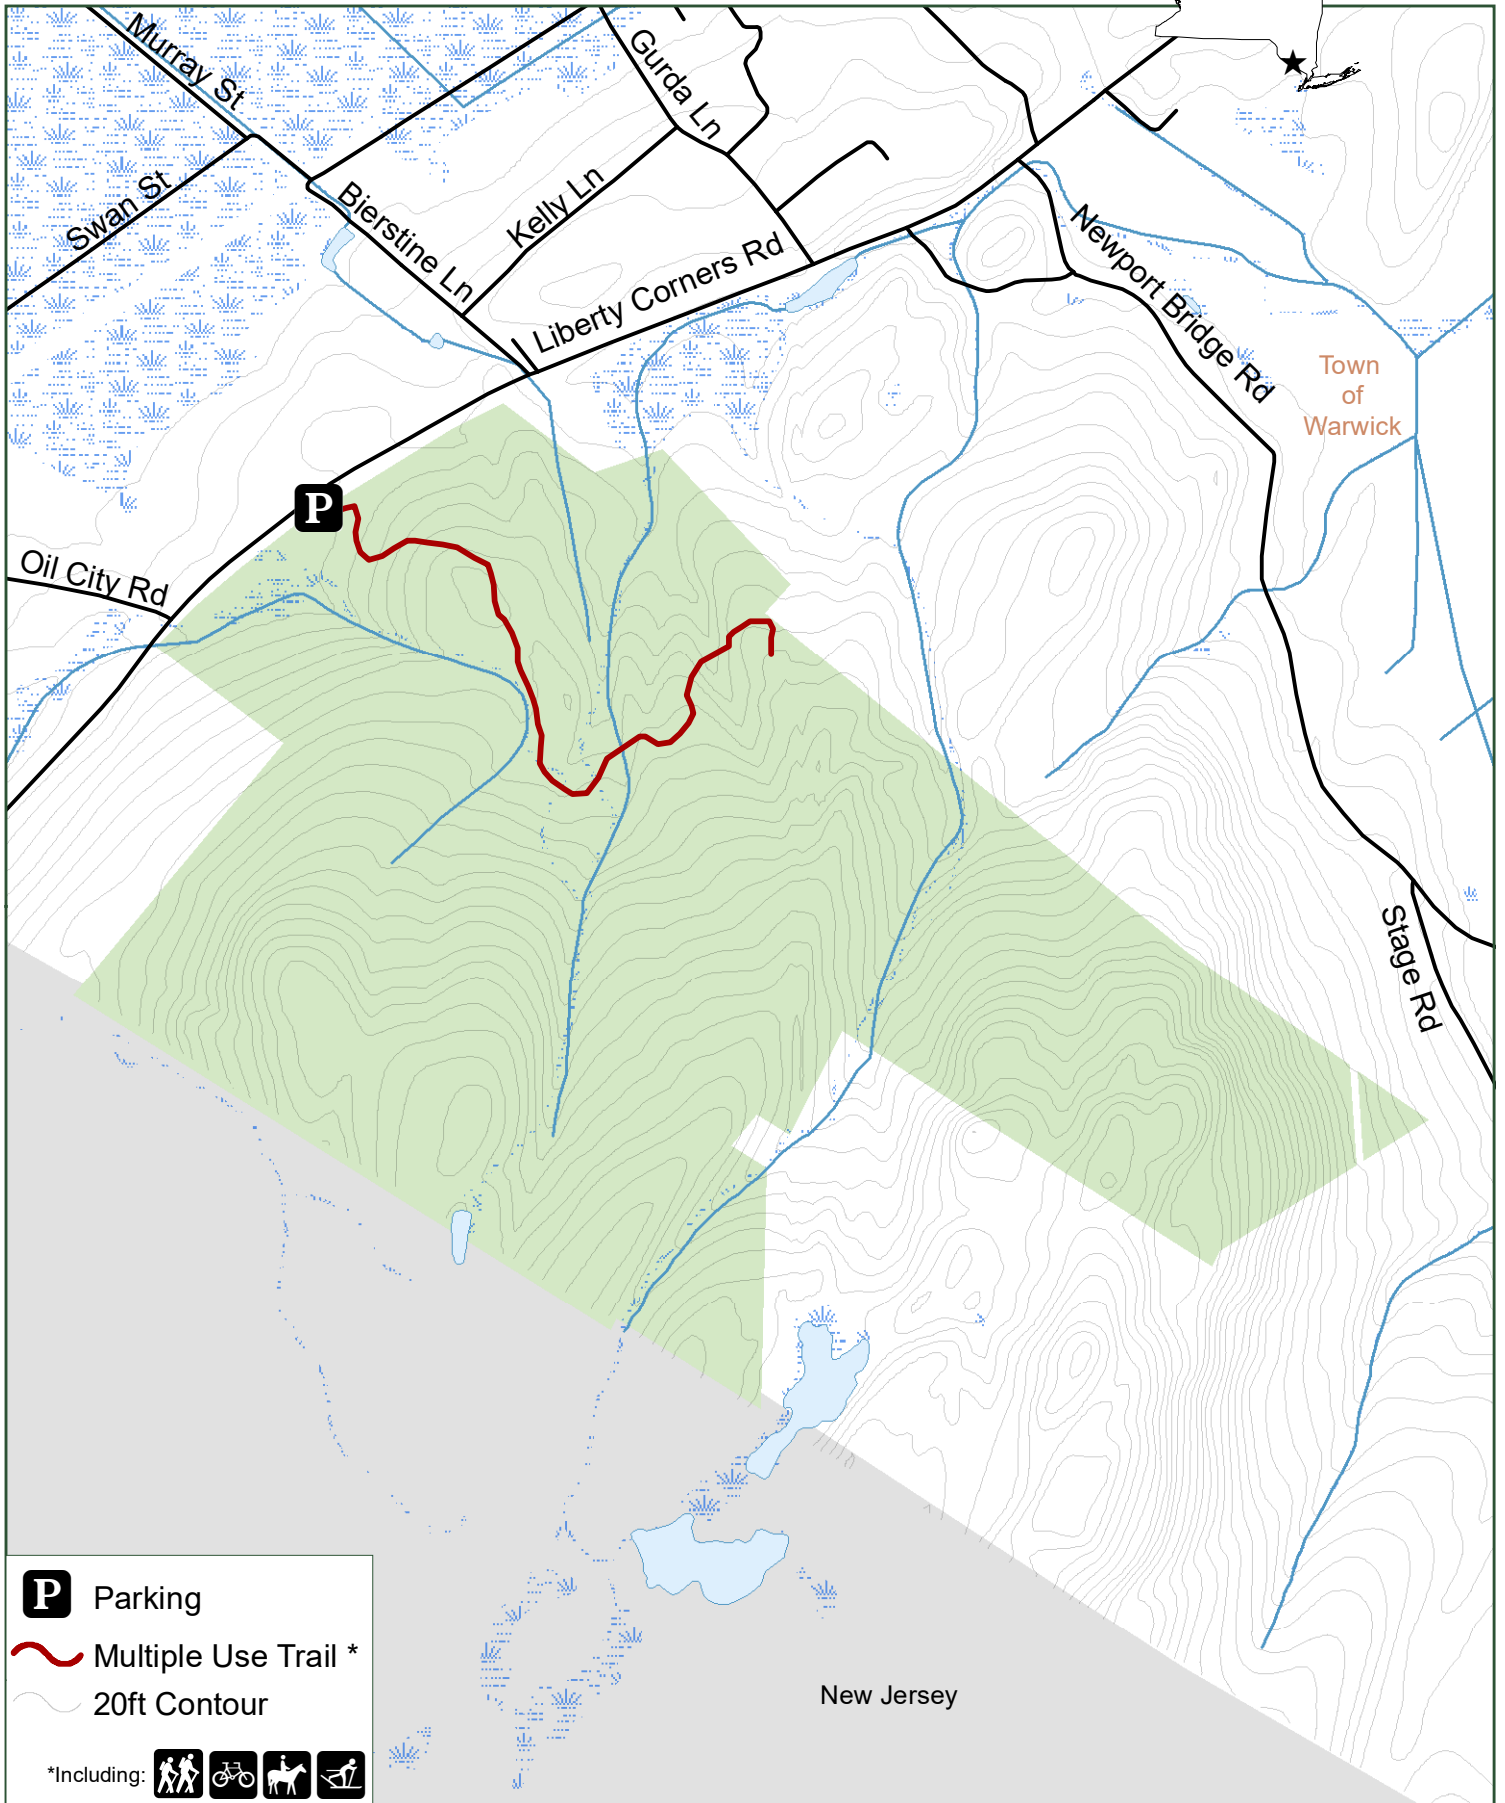 Murray St
Gurda Ln
Swan St
Bierstine Ln
Kelly Ln
Liberty Corners Rd
Newport Bridge Rd
Town
of
Warwick
P
Oil City Rd
Stage Rd
P Parking
Multiple Use Trail *
20ft Contour
*Including:
New Jersey